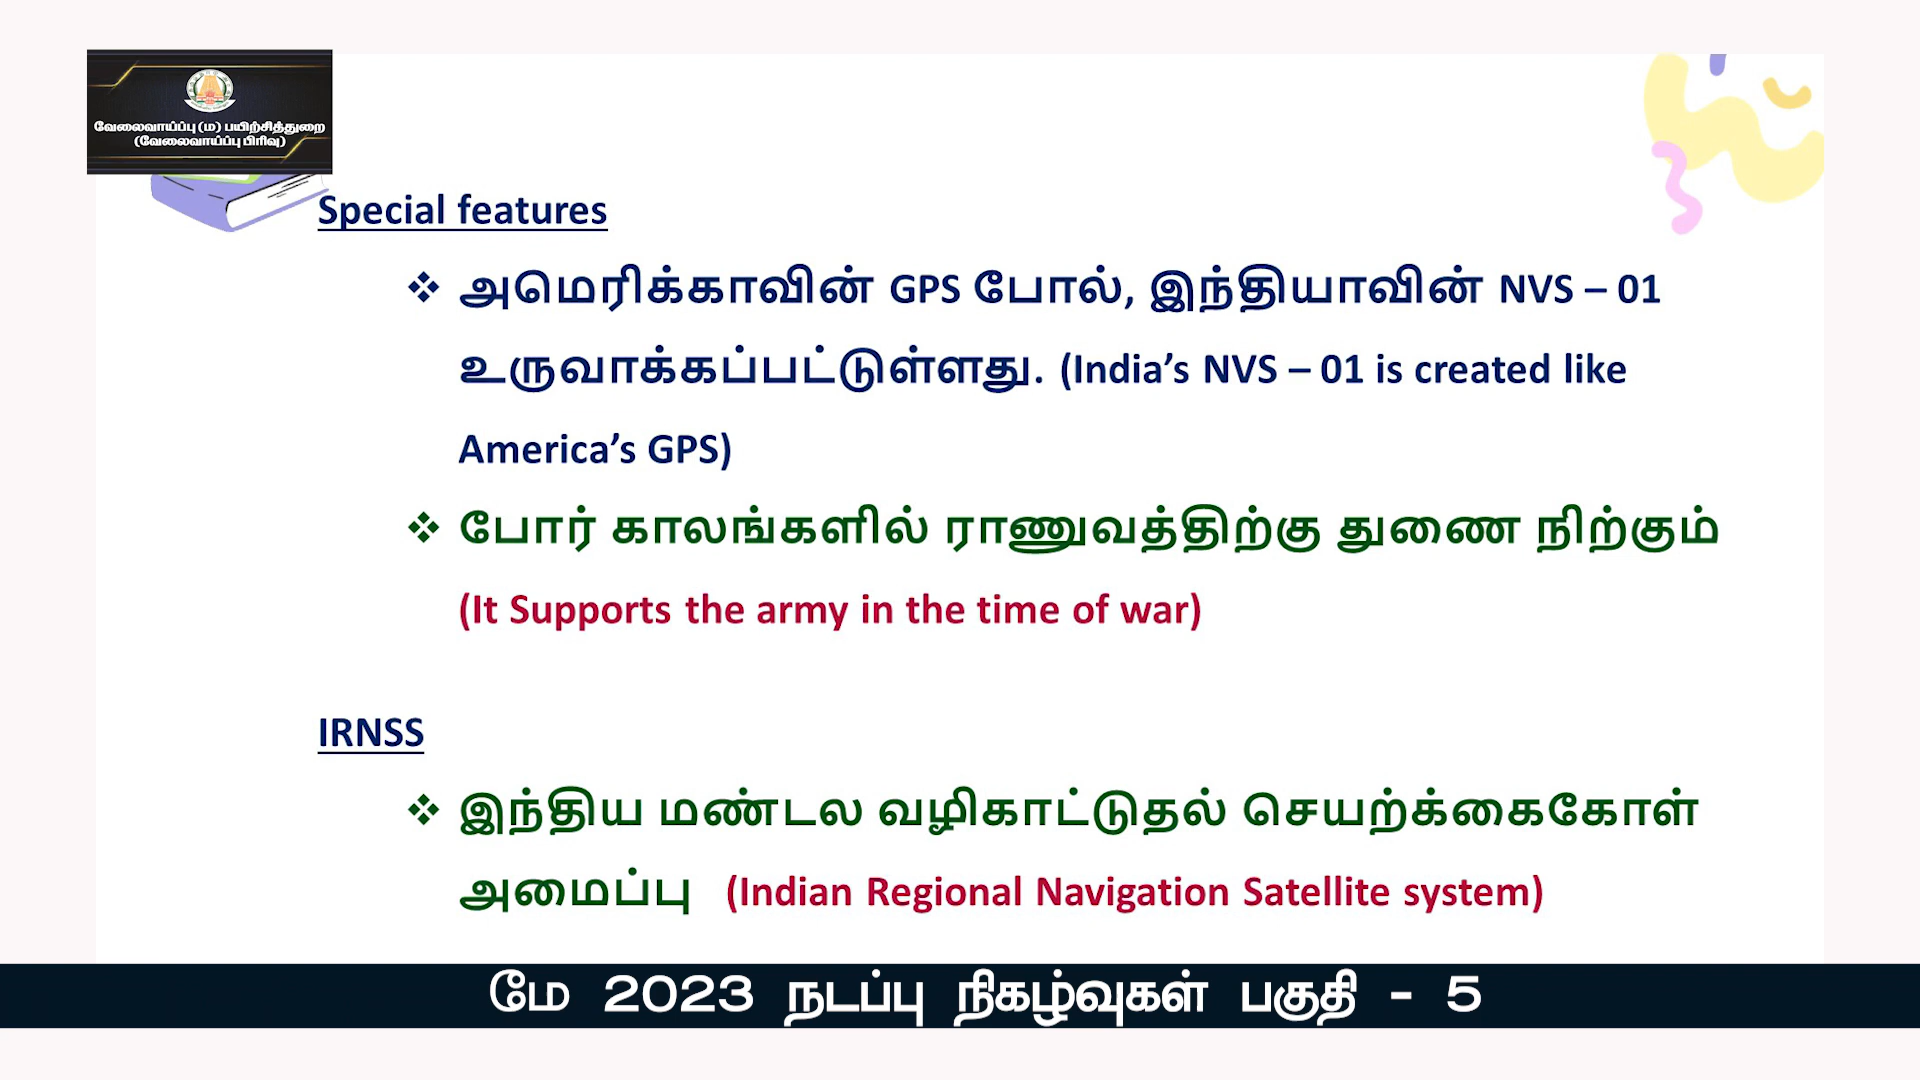 வேலைவாய்ப்பு (ம) பயிற்சித்துறை
(வேலைவாய்ப்பு பிரிவு)
Special features
❖ அமெரிக்காவின் GPS போல், இந்தியாவின் NVS – 01
உருவாக்கப்பட்டுள்ளது. (India’s NVS – 01 is created like
America’s GPS)
❖ போர் காலங்களில் ராணுவத்திற்கு துணை நிற்கும்
(It Supports the army in the time of war)
IRNSS
❖ இந்திய மண்டல வழிகாட்டுதல் செயற்க்கைகோள்
அமைப்பு (Indian Regional Navigation Satellite system)
மே 2023 நடப்பு நிகழ்வுகள் பகுதி - 5